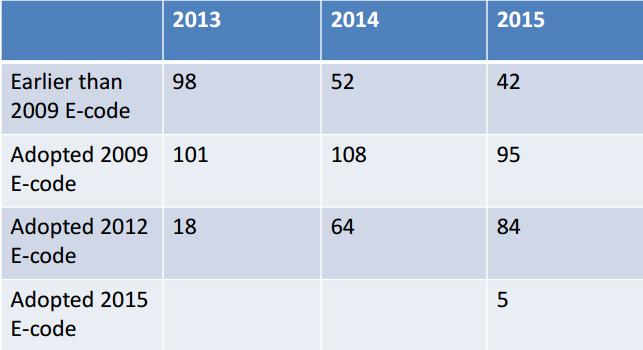 2013 2014 2015
Earlier than 98 52 42
2009 E-code
Adopted 2009 101 108 95
E-code
Adopted 2012 18 64 84
E-code
Adopted 2015 5
E-code